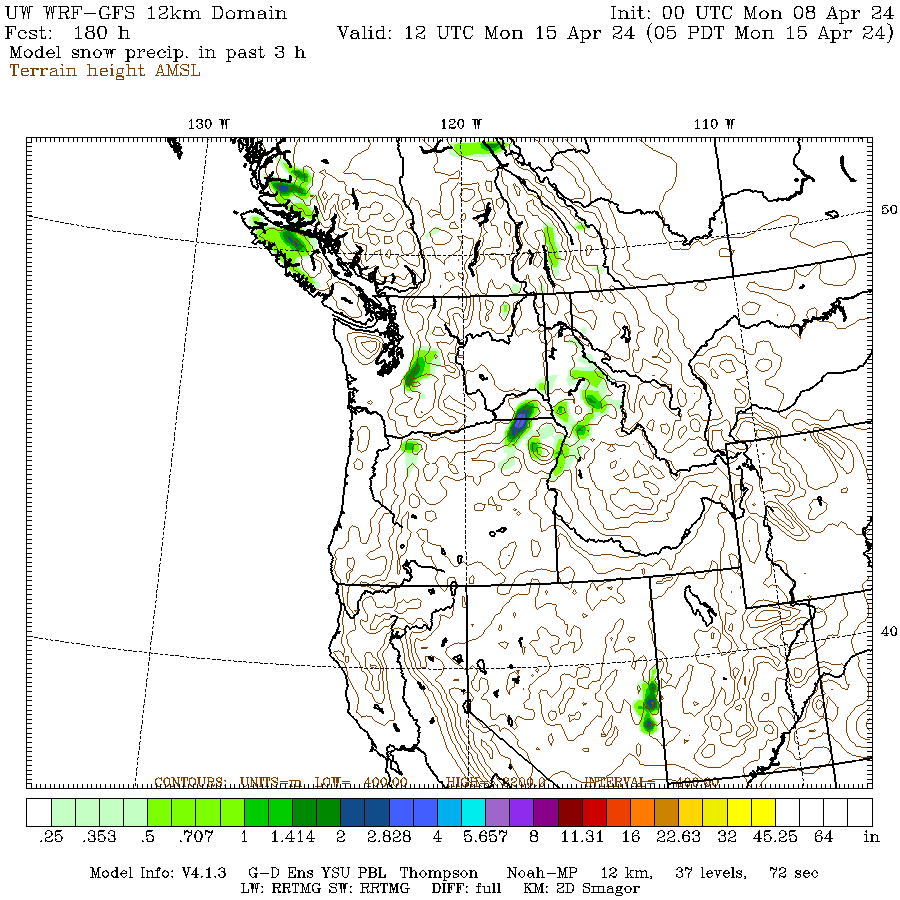 UW WRF-GFS 12km Domain Init: 00 UTC Mon 08 Apr 24
Fcst: 180 h Valid: 12 UTC Mon 15 Apr 24 (05 PDT Mon 15 Apr 24)
Model snow precip. in past 3 h
Terrain height AMSL
130 W 120 W 110 W
50
40
CONTOURS: UNITS=m LOW= 400.00 HIGH= 3200.0 INTERVAL= 400.00
.25 .353 .5 .707 1 1.414 2 2.828 4 5.657 8 11.31 16 22.63 32 45.25 64 in
Model Info: V4.1.3 G-D Ens YSU PBL Thompson Noah-MP 12 km, 37 levels, 72 sec
LW: RRTMG SW: RRTMG DIFF: full KM: 2D Smagor